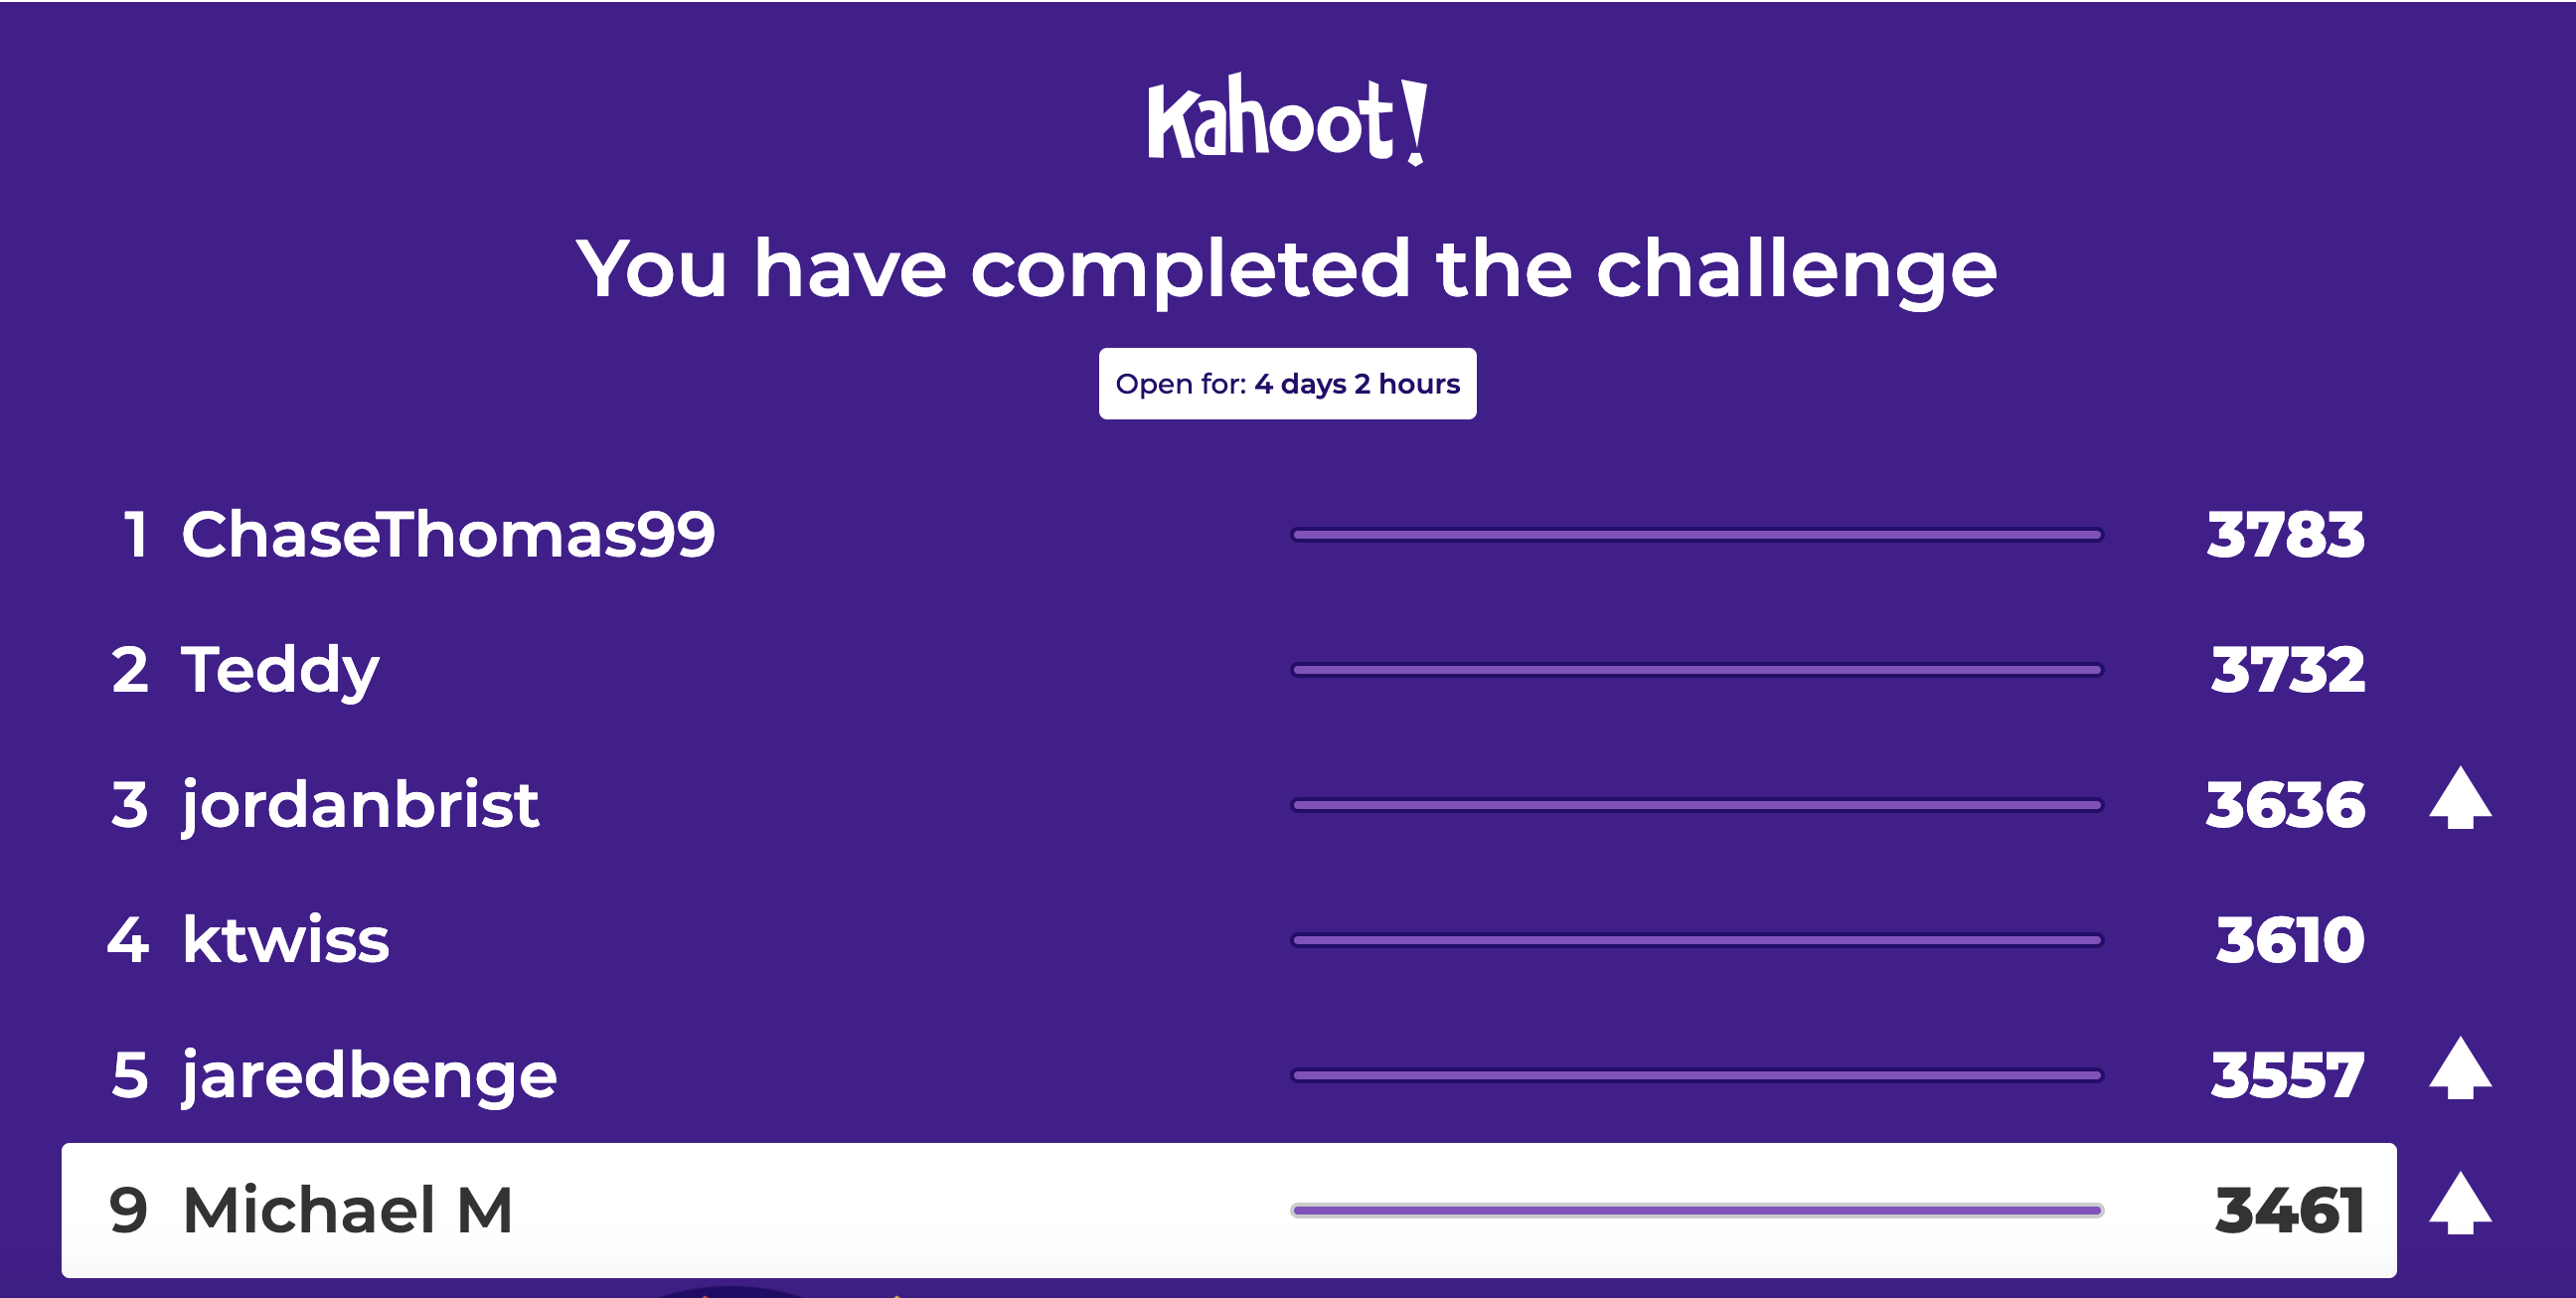 Kahoot!
You have completed the challenge
Open for: 4 days 2 hours
1 ChaseThomas99 3783
2 Teddy 3732
3 jordanbrist 3636
4 ktwiss 3610
5 jaredbenge 3557
9 Michael M 3461